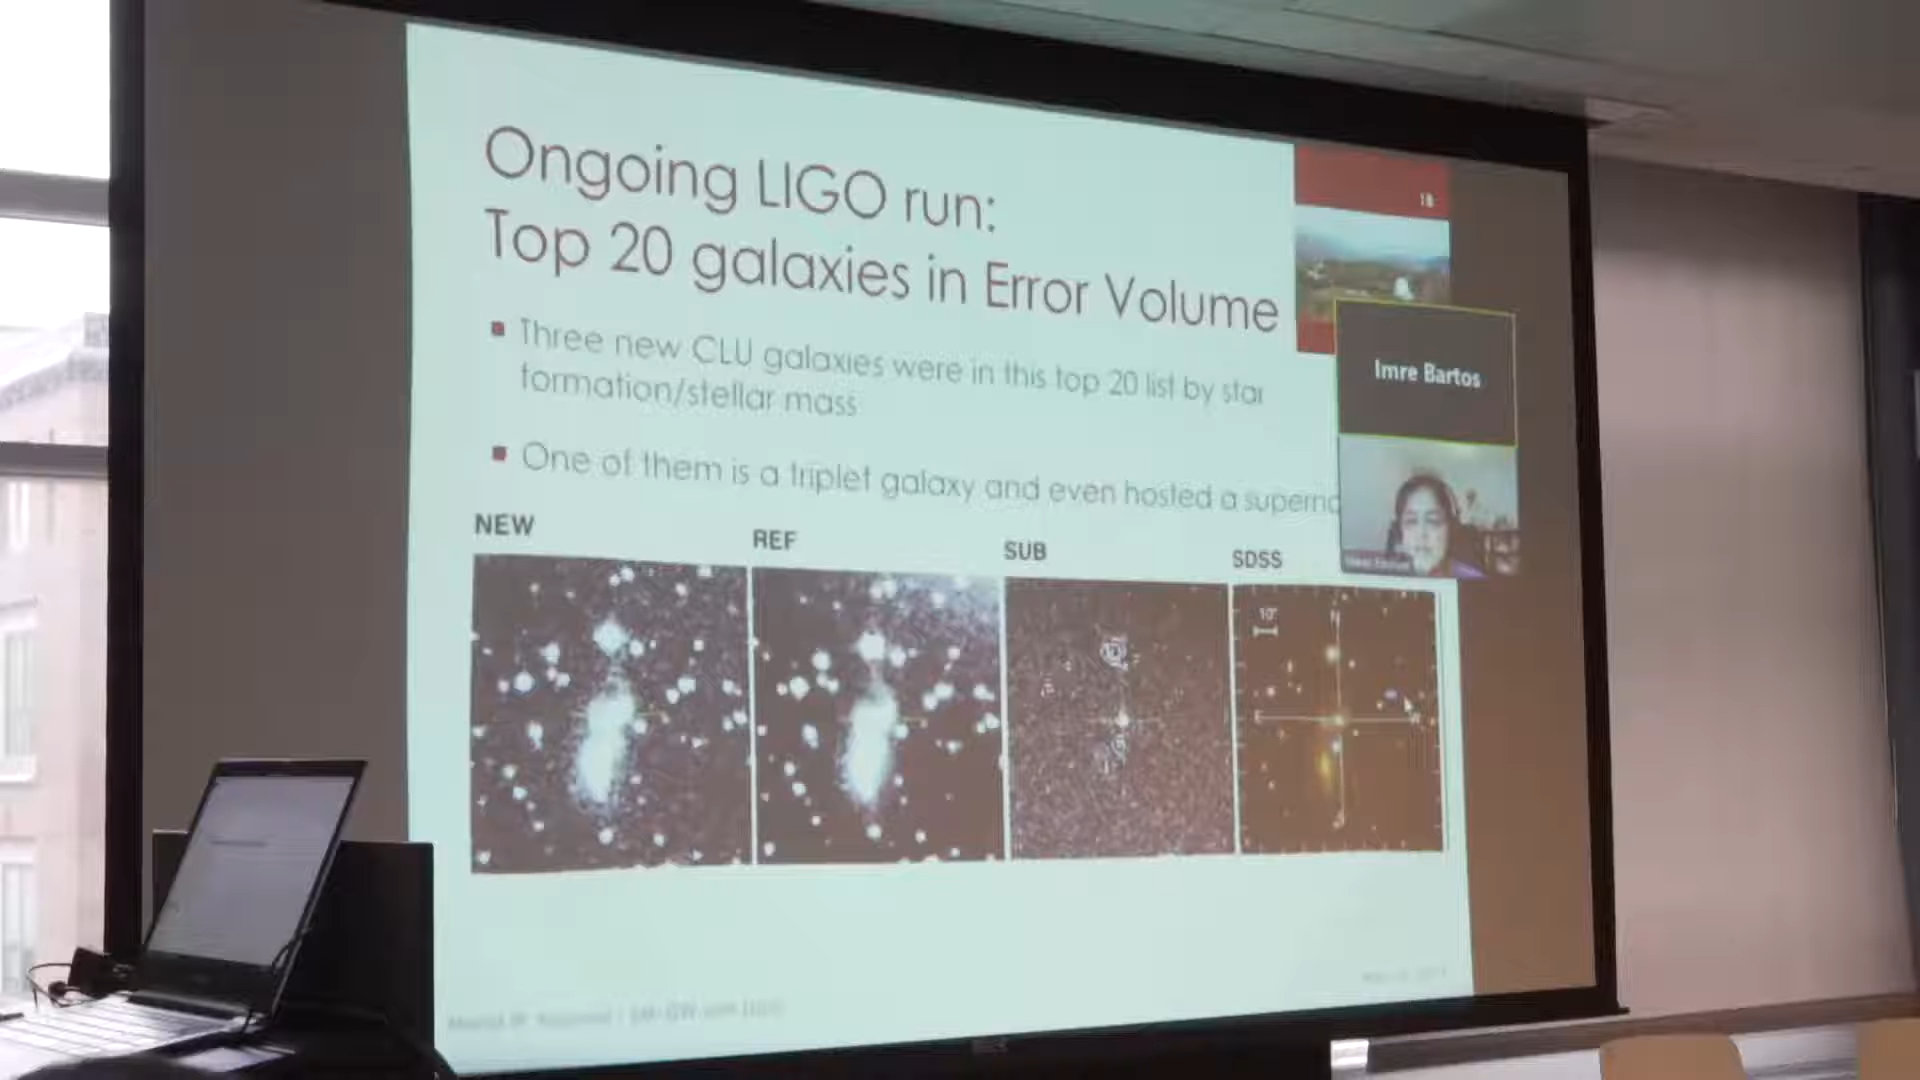 Ongoing LIGO run:
Top 20 galaxies in Error Volume
18
Three new CLU galaxies were in this top 20 list by star
formation/stellar mass
Imre Bartos
One of them is a triplet galaxy and even hosted a
NEW
REF
SUB
SDSS
10"
N